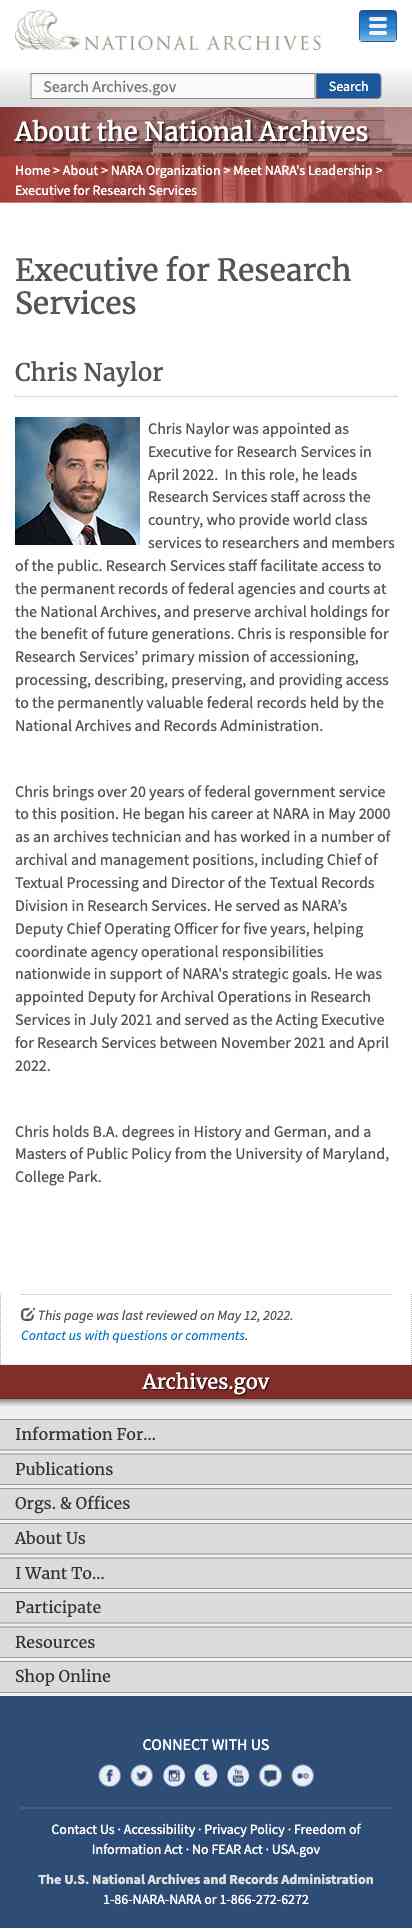 NATIONAL ARCHIVES
Search Archives.gov
Search
About the National Archives
Home > About > NARA Organization > Meet NARA's Leadership >
Executive for Research Services
Executive for Research
Services
Chris Naylor
Chris Naylor was appointed as
Executive for Research Services in
April 2022.  In this role, he leads
Research Services staff across the
country, who provide world class
services to researchers and members
of the public. Research Services staff facilitate access to
the permanent records of federal agencies and courts at
the National Archives, and preserve archival holdings for
the benefit of future generations. Chris is responsible for
Research Services’ primary mission of accessioning,
processing, describing, preserving, and providing access
to the permanently valuable federal records held by the
National Archives and Records Administration.
Chris brings over 20 years of federal government service
to this position. He began his career at NARA in May 2000
as an archives technician and has worked in a number of
archival and management positions, including Chief of
Textual Processing and Director of the Textual Records
Division in Research Services. He served as NARA’s
Deputy Chief Operating Officer for five years, helping
coordinate agency operational responsibilities
nationwide in support of NARA's strategic goals. He was
appointed Deputy for Archival Operations in Research
Services in July 2021 and served as the Acting Executive
for Research Services between November 2021 and April
2022.
Chris holds B.A. degrees in History and German, and a
Masters of Public Policy from the University of Maryland,
College Park.
This page was last reviewed on May 12, 2022.
Contact us with questions or comments.
Archives.gov
Information For…
Publications
Orgs. & Offices
About Us
I Want To…
Participate
Resources
Shop Online
CONNECT WITH US
Contact Us · Accessibility · Privacy Policy · Freedom of
Information Act · No FEAR Act · USA.gov
The U.S. National Archives and Records Administration
1-86-NARA-NARA or 1-866-272-6272